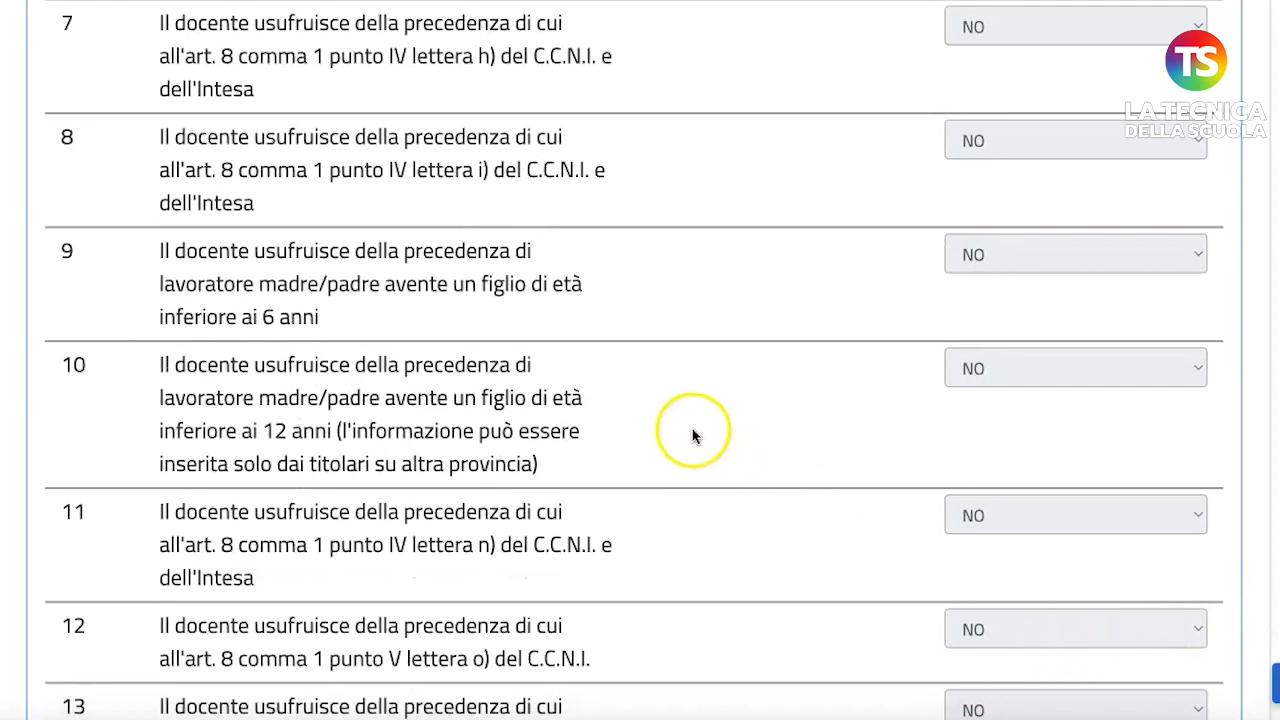 7
Il docente usufruisce della precedenza di cui
all'art. 8 comma 1 punto IV lettera h) del C.C.N.I. e
dell'Intesa
NO
TS
LA TECNICA
DELLA SCUOLA
8
Il docente usufruisce della precedenza di cui
all'art. 8 comma 1 punto IV lettera i) del C.C.N.I. e
dell'Intesa
NO
9
Il docente usufruisce della precedenza di
lavoratore madre/padre avente un figlio di età
inferiore ai 6 anni
NO
10
Il docente usufruisce della precedenza di
lavoratore madre/padre avente un figlio di età
inferiore ai 12 anni (l'informazione può essere
inserita solo dai titolari su altra provincia)
NO
11
Il docente usufruisce della precedenza di cui
all'art. 8 comma 1 punto IV lettera n) del C.C.N.I. e
dell'Intesa
NO
12
Il docente usufruisce della precedenza di cui
all'art. 8 comma 1 punto V lettera o) del C.C.N.I.
NO
13
Il docente usufruisce della precedenza di cui
NO